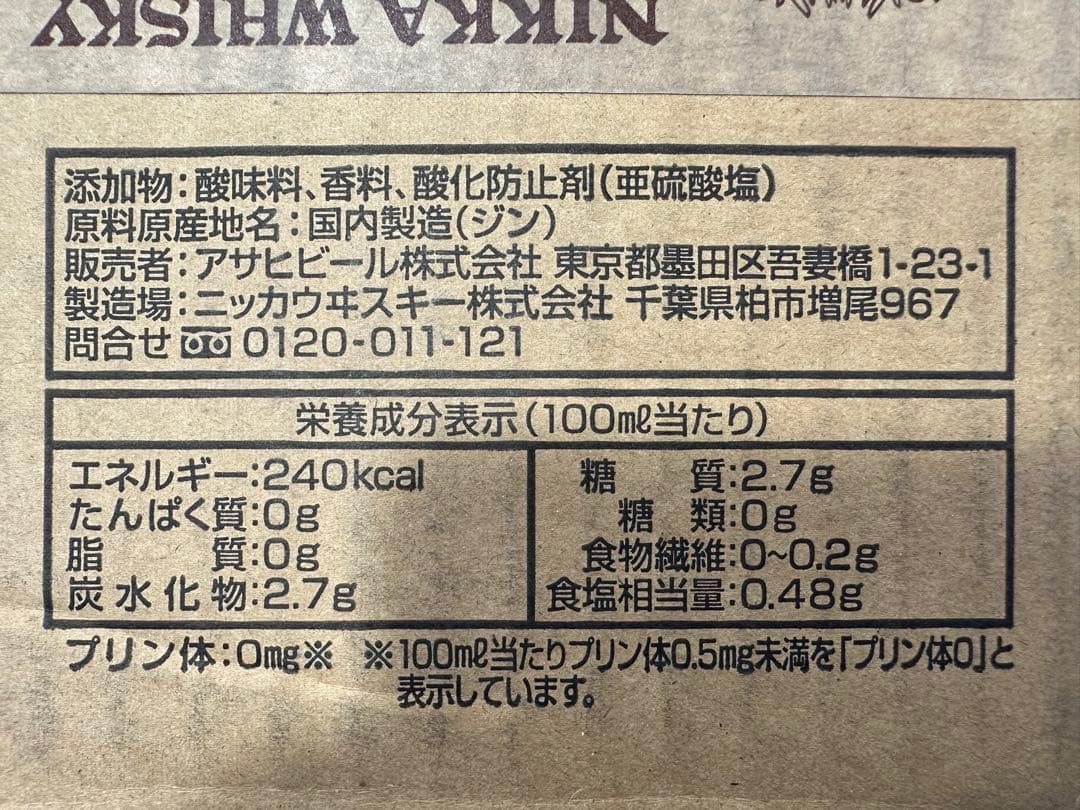 NIKKA WHISKY
添加物：酸味料、香料、酸化防止剤（亜硫酸塩）
原料原産地名：国内製造（ジン）
販売者：アサヒビール株式会社 東京都墨田区吾妻橋1-23-1
製造場：ニッカウヰスキー株式会社 千葉県柏市増尾967
問合せ 0120-011-121
栄養成分表示（100㎖当たり）
エネルギー：240kcal
たんぱく質：0g
脂質：0g
炭水化物：2.7g
糖質：2.7g
糖類：0g
食物繊維：0~0.2g
食塩相当量：0.48g
プリン体：0mg※ ※100㎖当たりプリン体0.5mg未満を「プリン体0」と
表示しています。